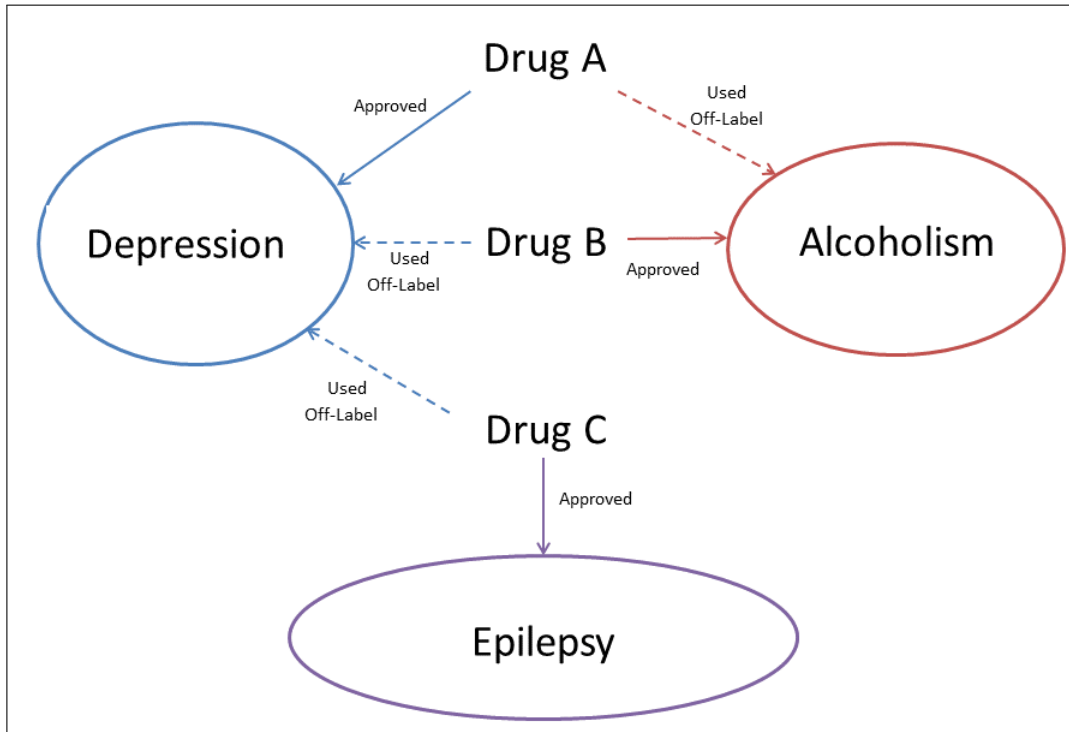 Drug A
Approved
Used
Off-Label
Depression
Used
Off-Label
Drug B
Approved
Alcoholism
Used
Off-Label
Drug C
Approved
Epilepsy